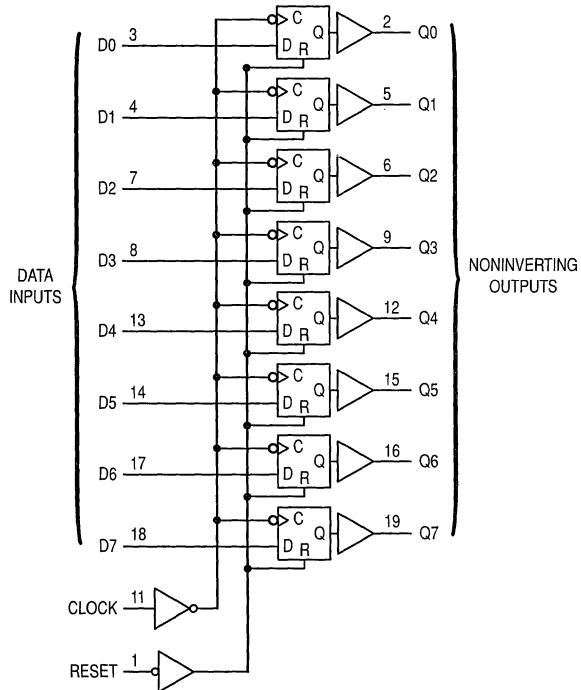 C
Q
2
Q0
D0
3
D
R
C
Q
5
Q1
D1
4
D
R
C
Q
6
Q2
D2
7
D
R
C
Q
9
Q3
D3
8
D
R
DATA
INPUTS
NONINVERTING
OUTPUTS
C
Q
12
Q4
D4
13
D
R
C
Q
15
Q5
D5
14
D
R
C
Q
16
Q6
D6
17
D
R
C
Q
19
Q7
D7
18
D
R
CLOCK
11
RESET
1